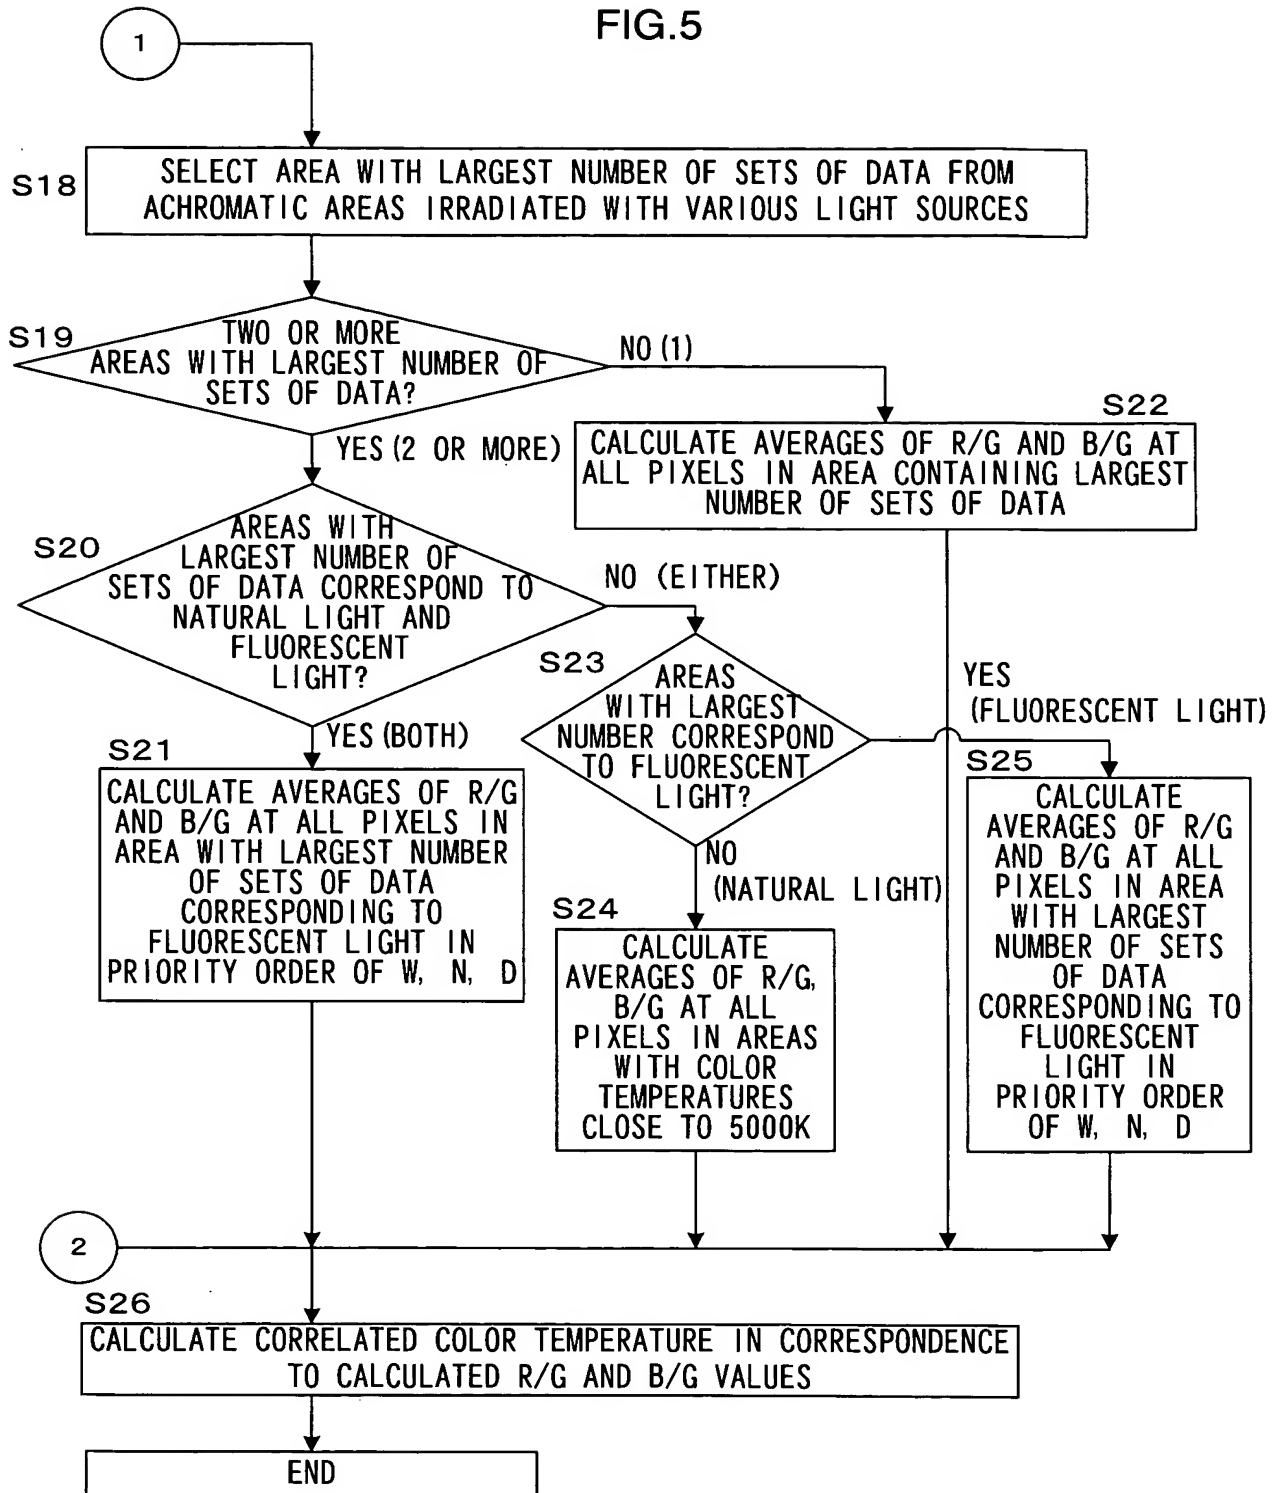 FIG.5
1
S18
SELECT AREA WITH LARGEST NUMBER OF SETS OF DATA FROM
ACHROMATIC AREAS IRRADIATED WITH VARIOUS LIGHT SOURCES
S19
TWO OR MORE
AREAS WITH LARGEST NUMBER OF
SETS OF DATA?
NO (1)
YES (2 OR MORE)
S22
CALCULATE AVERAGES OF R/G AND B/G AT
ALL PIXELS IN AREA CONTAINING LARGEST
NUMBER OF SETS OF DATA
S20
AREAS WITH
LARGEST NUMBER OF
SETS OF DATA CORRESPOND TO
NATURAL LIGHT AND
FLUORESCENT
LIGHT?
NO (EITHER)
YES (BOTH)
S23
AREAS
WITH LARGEST
NUMBER CORRESPOND
TO FLUORESCENT
LIGHT?
YES
(FLUORESCENT LIGHT)
NO
(NATURAL LIGHT)
S21
CALCULATE AVERAGES OF R/G
AND B/G AT ALL PIXELS IN
AREA WITH LARGEST NUMBER
OF SETS OF DATA
CORRESPONDING TO
FLUORESCENT LIGHT IN
PRIORITY ORDER OF W, N, D
S24
CALCULATE
AVERAGES OF R/G,
B/G AT ALL
PIXELS IN AREAS
WITH COLOR
TEMPERATURES
CLOSE TO 5000K
S25
CALCULATE
AVERAGES OF R/G
AND B/G AT ALL
PIXELS IN AREA
WITH LARGEST
NUMBER OF SETS
OF DATA
CORRESPONDING TO
FLUORESCENT
LIGHT IN
PRIORITY ORDER
OF W, N, D
2
S26
CALCULATE CORRELATED COLOR TEMPERATURE IN CORRESPONDENCE
TO CALCULATED R/G AND B/G VALUES
END